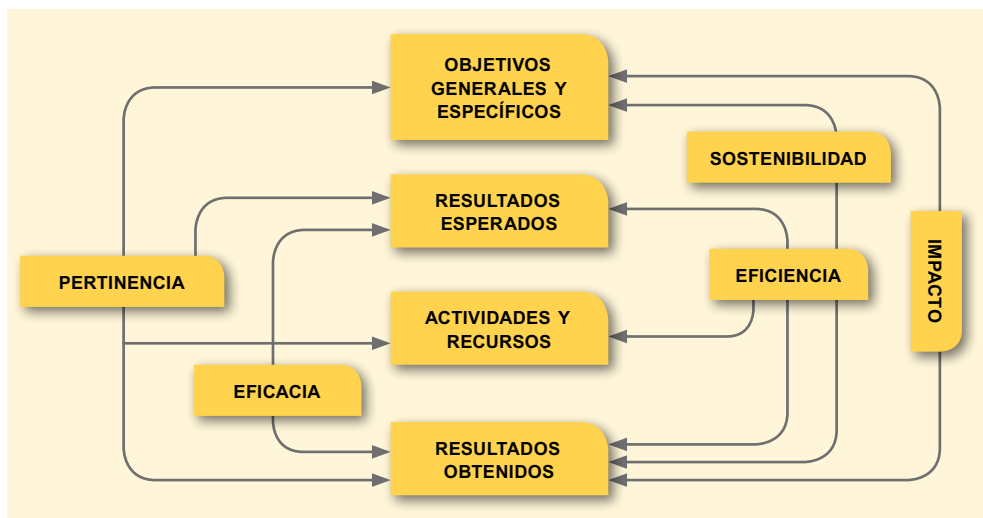 OBJETIVOS
GENERALES Y
ESPECÍFICOS
SOSTENIBILIDAD
RESULTADOS
ESPERADOS
PERTINENCIA
EFICIENCIA
IMPACTO
ACTIVIDADES Y
RECURSOS
EFICACIA
RESULTADOS
OBTENIDOS